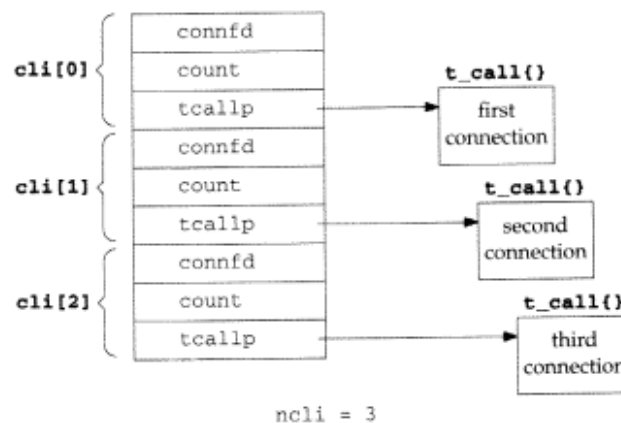 connfd
cli[0]
count
t_call{}
tcallp
first
connection
connfd
cli[1]
count
t_call{}
tcallp
second
connection
connfd
cli[2]
count
t_call{}
tcallp
third
connection
ncli = 3